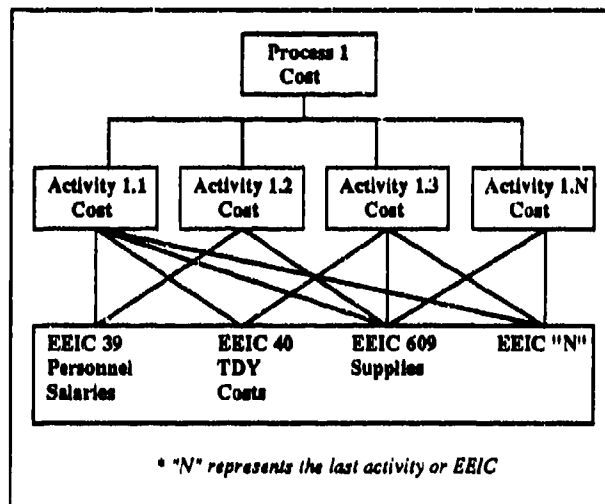 Process 1
Cost
Activity 1.1
Cost
Activity 1.2
Cost
Activity 1.3
Cost
Activity 1.N
Cost
EEIC 39
Personnel
Salaries
EEIC 40
TDY
Costs
EEIC 609
Supplies
EEIC "N"
* "N" represents the last activity or EEIC